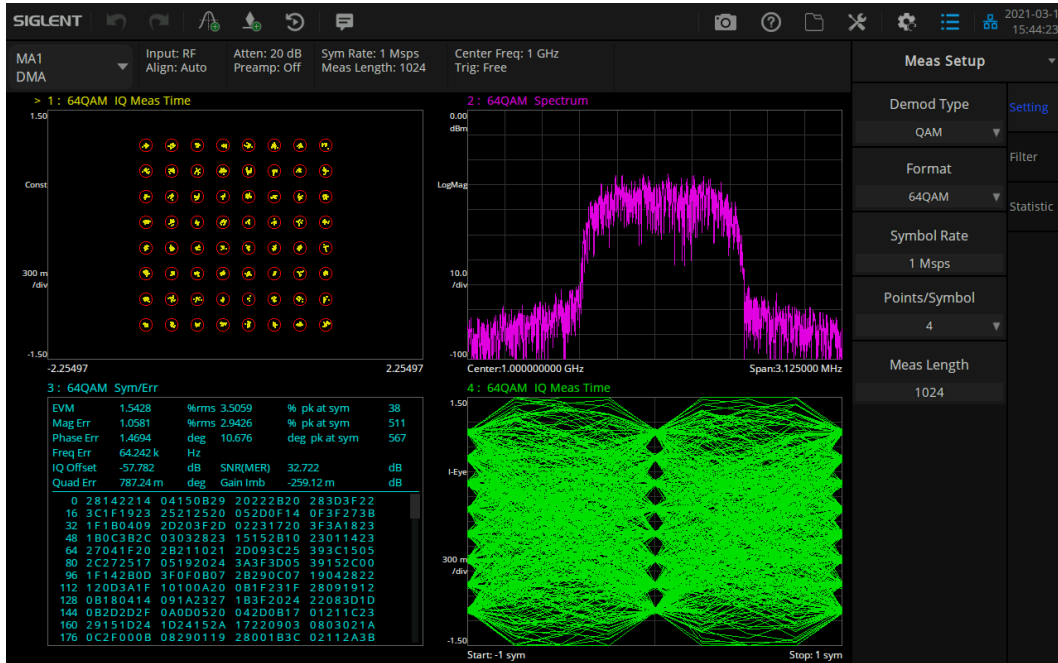 SIGLENT
2021-03-1
15:44:23
MA1
DMA
Input: RF
Align: Auto
Atten: 20 dB
Preamp: Off
Sym Rate: 1 Msps
Meas Length: 1024
Center Freq: 1 GHz
Trig: Free
> 1: 64QAM IQ Meas Time
1.50
Const
300 m
/div
-1.50
-2.25497
2.25497
2: 64QAM Spectrum
0.00
dBm
LogMag
10.0
/div
-100
Center:1.000000000 GHz
Span:3.125000 MHz
3: 64QAM Sym/Err
EVM 1.5428 %rms 3.5059 % pk at sym 38
Mag Err 1.0581 %rms 2.9426 % pk at sym 511
Phase Err 1.4694 deg 10.676 deg pk at sym 567
Freq Err 64.242 k Hz
IQ Offset -57.782 dB SNR(MER) 32.722 dB
Quad Err 787.24 m deg Gain Imb -259.12 m dB
0 28142214 04150B29 20222B20 283D3F22
16 3C1F1923 25212520 052D0F14 0F3F273B
32 1F1B0409 2D203F2D 02231720 3F3A1823
48 1B0C3B2C 03032823 15152B10 23011423
64 27041F20 2B211021 2D093C25 393C1505
80 2C272517 05192024 3A3F3D05 39152C00
96 1F142B0D 3F0F0B07 2B290C07 19042822
112 120D3A1F 10100A20 0B1F231F 28091912
128 0B180414 091A2327 1B3F2024 22083D1D
144 0B2D2D2F 0A0D0520 042D0B17 01211C23
160 29151D24 1D24152A 17220903 0803021A
176 0C2F000B 08290119 28001B3C 02112A3B
4: 64QAM IQ Meas Time
1.50
I-Eye
300 m
/div
-1.50
Start: -1 sym
Stop: 1 sym
Meas Setup
Demod Type
QAM
Format
64QAM
Symbol Rate
1 Msps
Points/Symbol
4
Meas Length
1024
Setting
Filter
Statistic